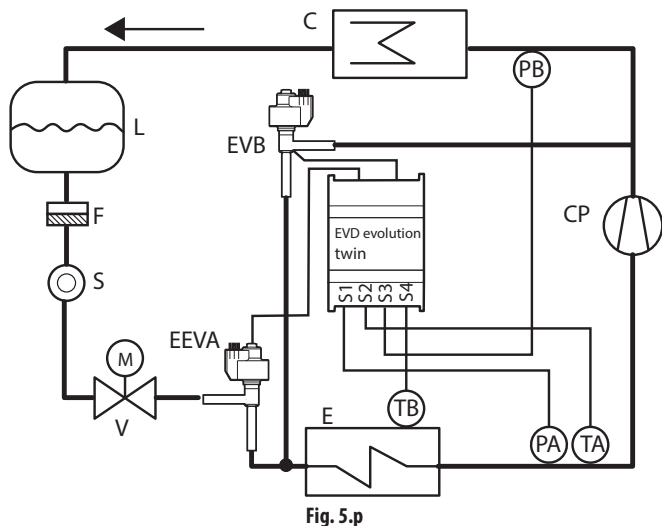 C
PB
L
EVB
CP
EVD evolution
twin
F
S1
S2
S3
S4
S
EEVA
M
TB
V
E
PA
TA
Fig. 5.p